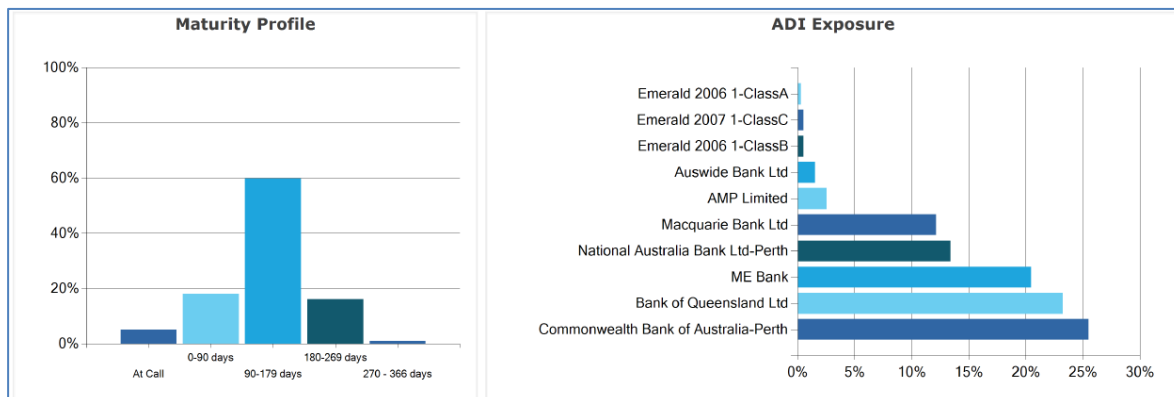 Maturity Profile
100%
80%
60%
40%
20%
0%
At Call
0-90 days
90-179 days
180-269 days
270 - 366 days
ADI Exposure
Emerald 2006 1-ClassA
Emerald 2007 1-ClassC
Emerald 2006 1-ClassB
Auswide Bank Ltd
AMP Limited
Macquarie Bank Ltd
National Australia Bank Ltd-Perth
ME Bank
Bank of Queensland Ltd
Commonwealth Bank of Australia-Perth
0% 5% 10% 15% 20% 25% 30%